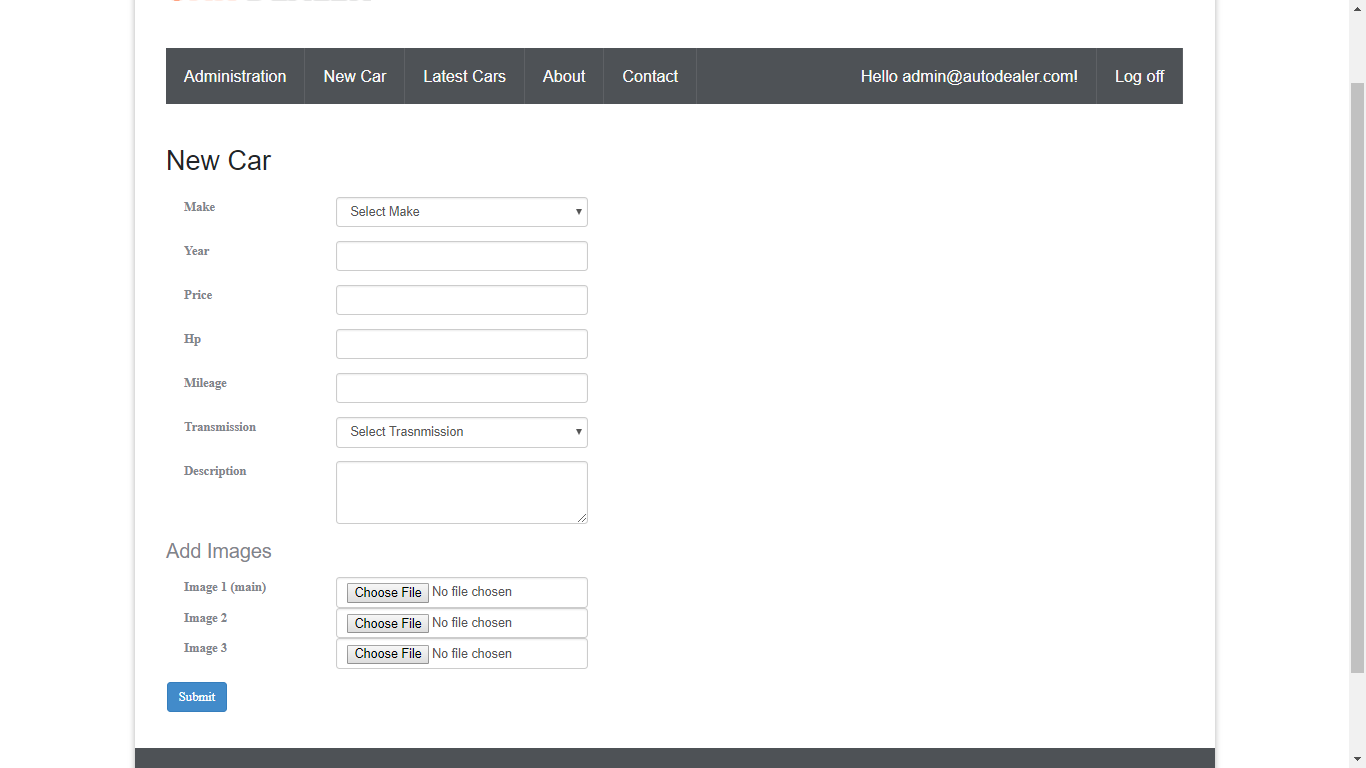 Administration New Car Latest Cars About Contact Hello admin@autodealer.com! Log off
New Car
Make Select Make
Year
Price
Hp
Mileage
Transmission Select Trasnmission
Description
Add Images
Image 1 (main) Choose File No file chosen
Image 2 Choose File No file chosen
Image 3 Choose File No file chosen
Submit